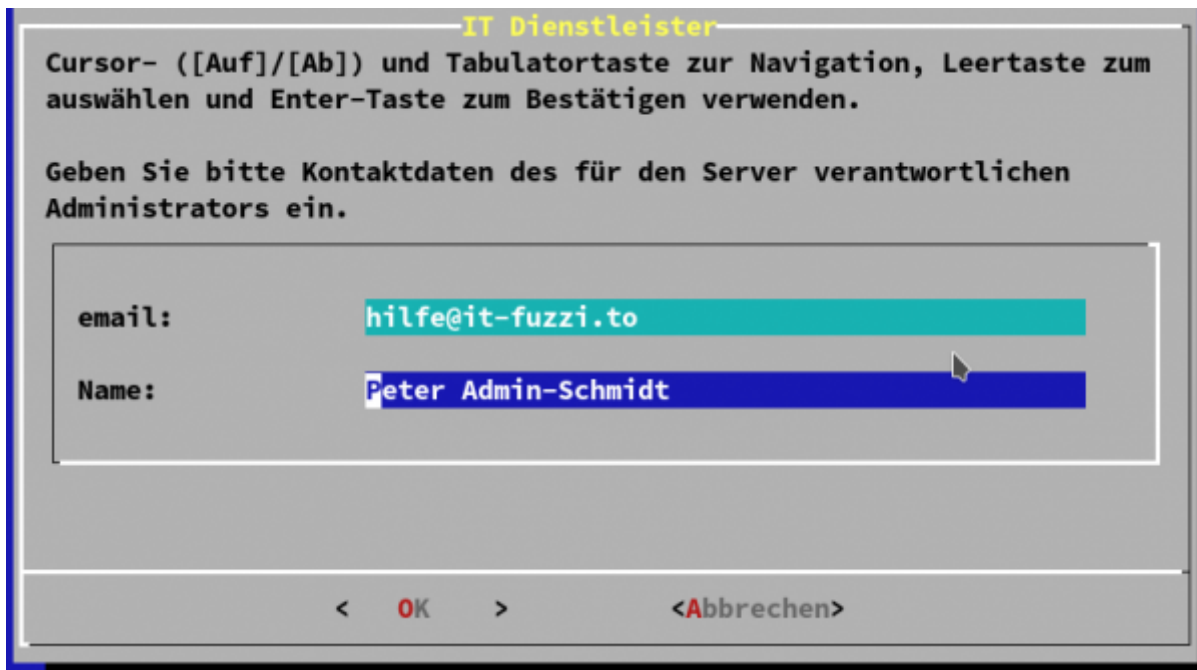 IT Dienstleister
Cursor- ([Auf]/[Ab]) und Tabulatortaste zur Navigation, Leertaste zum
auswählen und Enter-Taste zum Bestätigen verwenden.
Geben Sie bitte Kontaktdaten des für den Server verantwortlichen
Administrators ein.
email: hilfe@it-fuzzi.to
Name: Peter Admin-Schmidt
< OK > <Abbrechen>